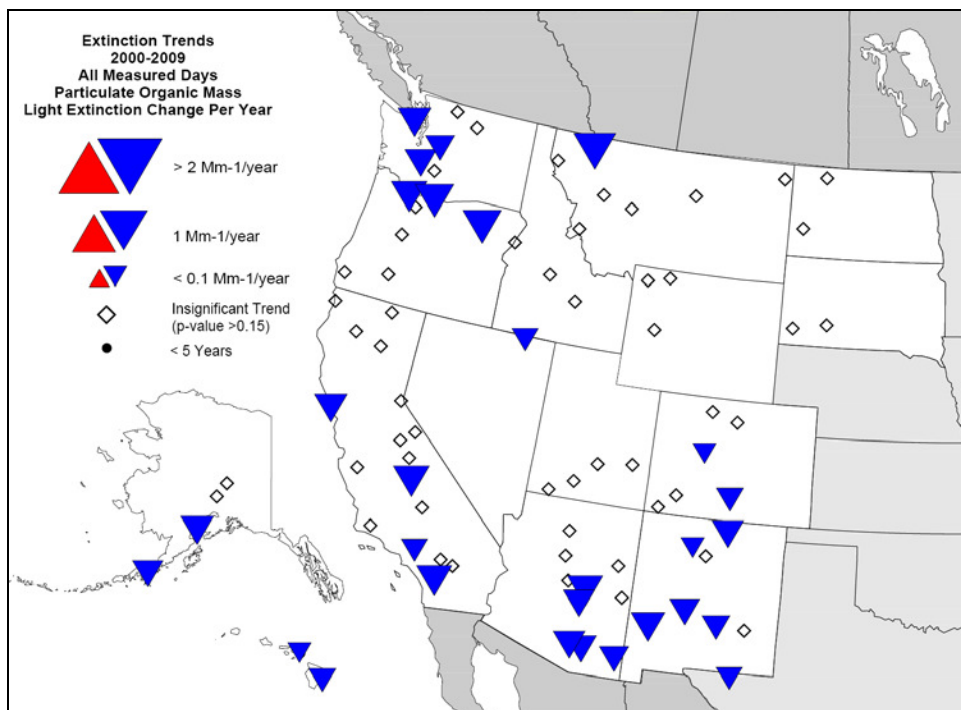 Extinction Trends
2000-2009
All Measured Days
Particulate Organic Mass
Light Extinction Change Per Year
> 2 Mm-1/year
1 Mm-1/year
< 0.1 Mm-1/year
Insignificant Trend
(p-value >0.15)
< 5 Years